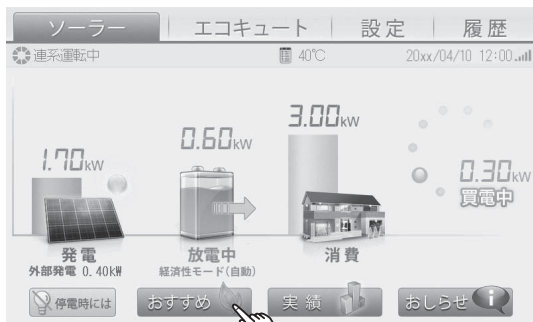 ソーラー エコキュート 設定 履歴
連系運転中 40℃ 20xx/04/10 12:00
3.00kW
0.60kW
1.70kW
0.30kW
買電中
発電 放電中 消費
外部発電 0.40kW 経済性モード(自動)
停電時には おすすめ 実績 おしらせ